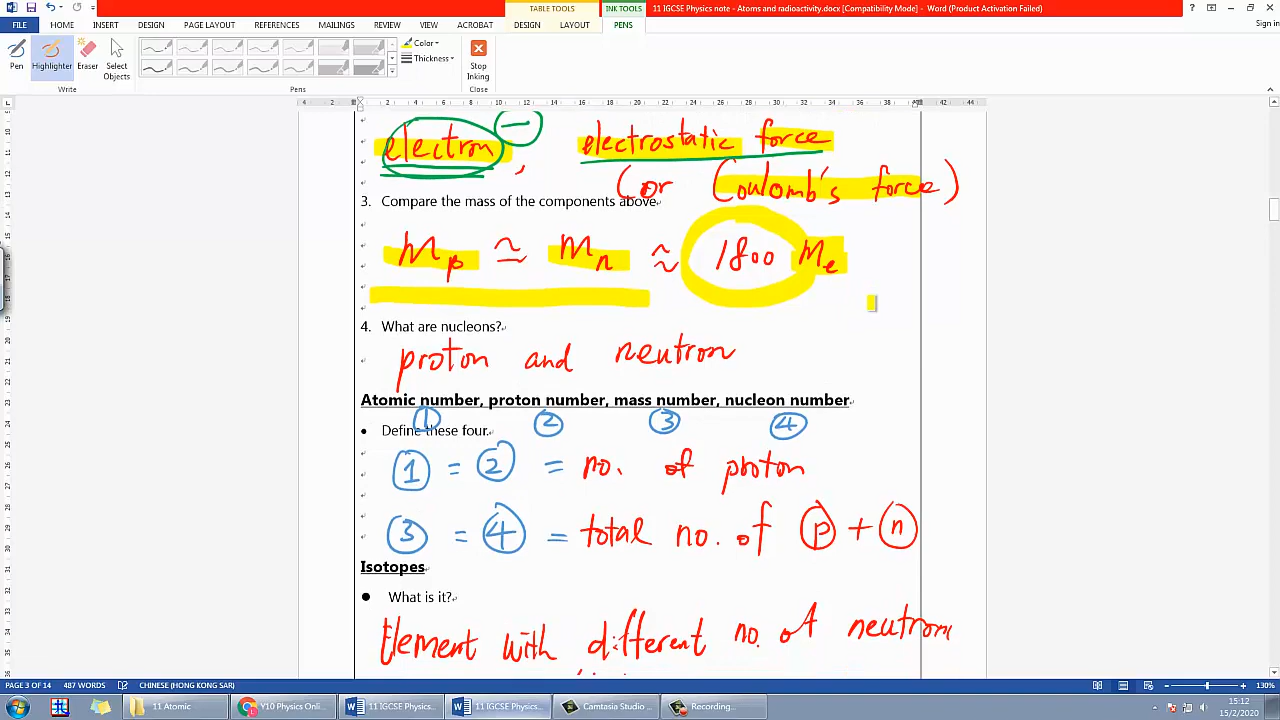 TABLE TOOLS INK TOOLS 11 IGCSE Physics note - Atoms and radioactivity.docx [Compatibility Mode] - Word (Product Activation Failed)
FILE HOME INSERT DESIGN PAGE LAYOUT REFERENCES MAILINGS REVIEW VIEW ACROBAT DESIGN LAYOUT PENS Sign in
Pen Highlighter Eraser Select Objects Color Thickness Stop Inking
Write Pens Close
electron - , electrostatic force
(or Coulomb's force)
3. Compare the mass of the components above
Mp ≃ Mn ≈ 1800 Me
4. What are nucleons?
proton and neutron
Atomic number, proton number, mass number, nucleon number
① ② ③ ④
• Define these four.
① = ② = no. of proton
③ = ④ = total no. of p + n
Isotopes
● What is it?
Element with different no. of neutrons
PAGE 3 OF 14 487 WORDS CHINESE (HONG KONG SAR) 130%
11 Atomic Y10 Physics Onli... 11 IGCSE Physics... 11 IGCSE Physics... Camtasia Studio ... Recording... 15:12
15/2/2020